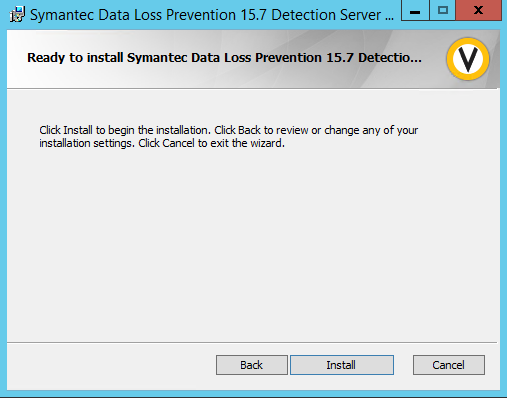 Symantec Data Loss Prevention 15.7 Detection Server ...
Ready to install Symantec Data Loss Prevention 15.7 Detectio...
Click Install to begin the installation. Click Back to review or change any of your
installation settings. Click Cancel to exit the wizard.
Back Install Cancel